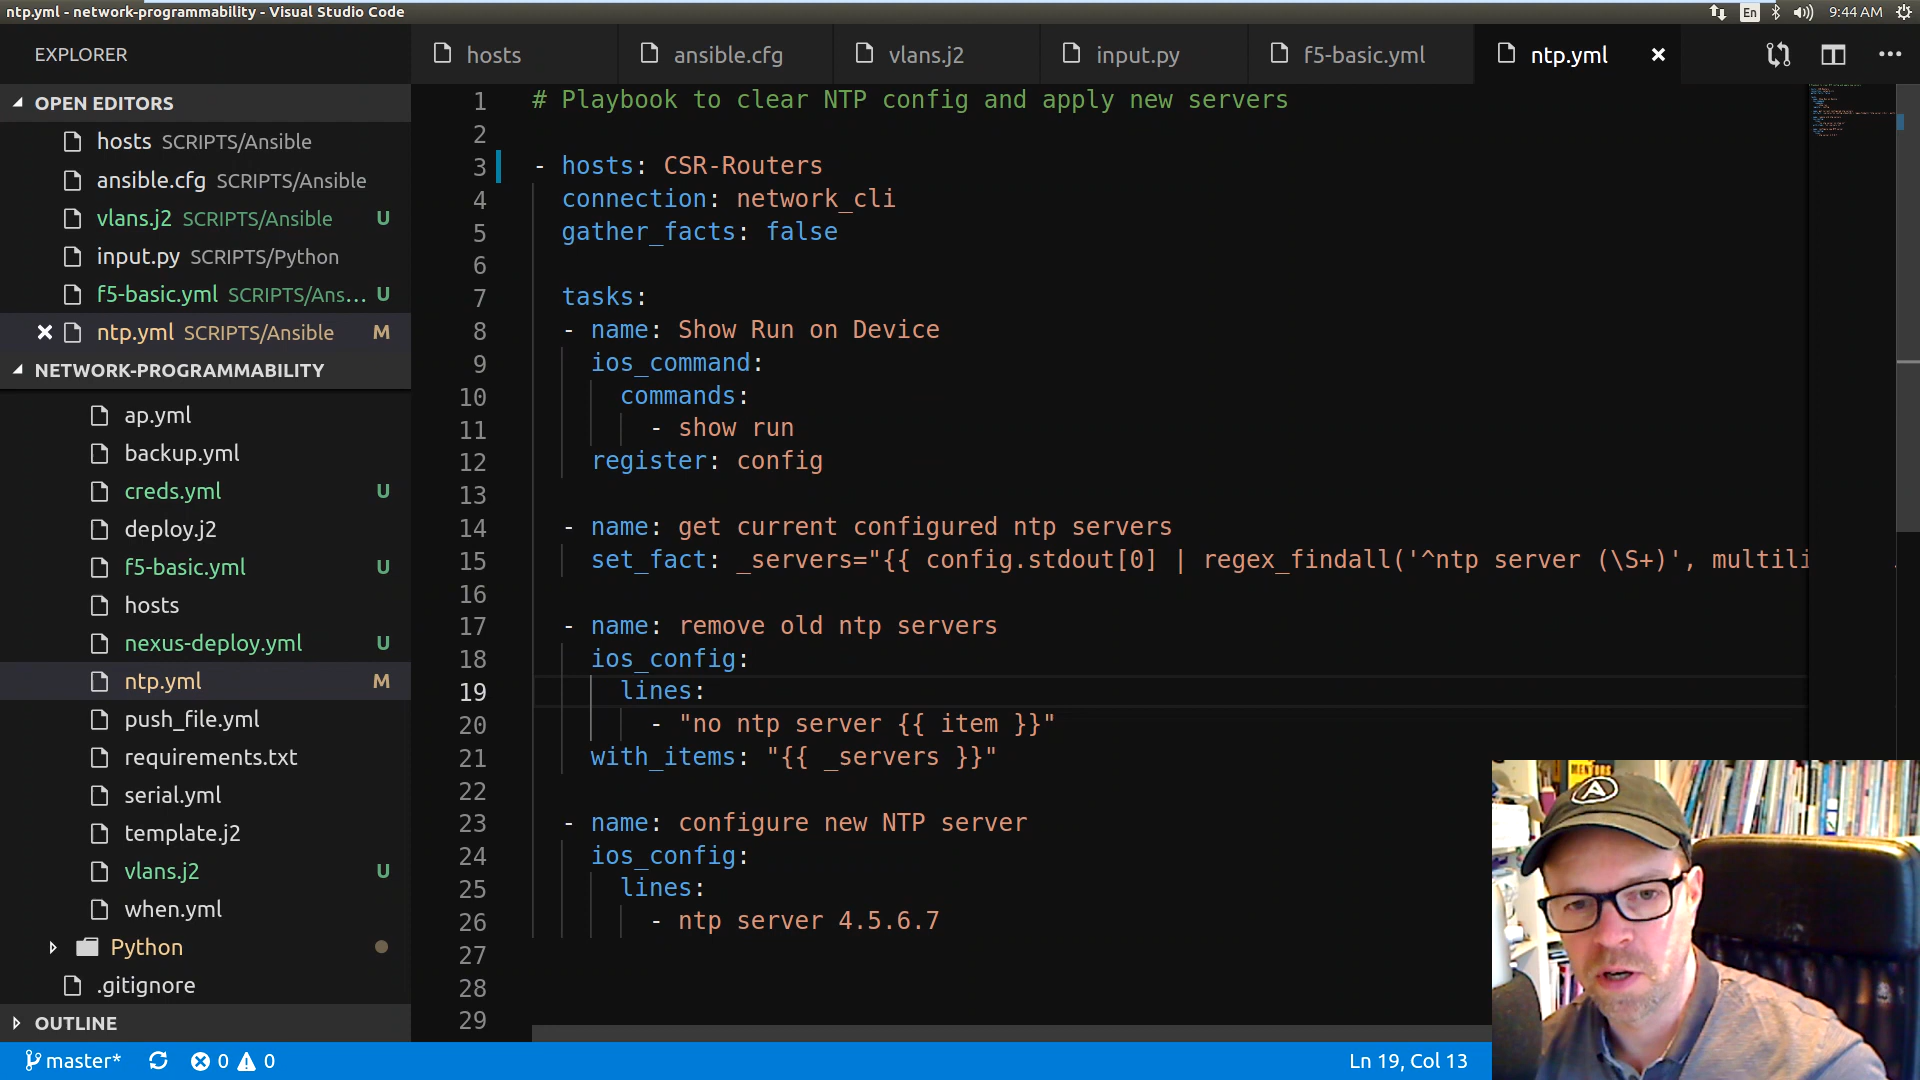 ntp.yml - network-programmability - Visual Studio Code
En
9:44 AM
EXPLORER
hosts
ansible.cfg
vlans.j2
input.py
f5-basic.yml
ntp.yml
OPEN EDITORS
hosts SCRIPTS/Ansible
ansible.cfg SCRIPTS/Ansible
vlans.j2 SCRIPTS/Ansible U
input.py SCRIPTS/Python
f5-basic.yml SCRIPTS/Ans... U
ntp.yml SCRIPTS/Ansible M
NETWORK-PROGRAMMABILITY
ap.yml
backup.yml
creds.yml U
deploy.j2
f5-basic.yml U
hosts
nexus-deploy.yml U
ntp.yml M
push_file.yml
requirements.txt
serial.yml
template.j2
vlans.j2 U
when.yml
Python
.gitignore
OUTLINE
1 # Playbook to clear NTP config and apply new servers
2
3 - hosts: CSR-Routers
4 connection: network_cli
5 gather_facts: false
6
7 tasks:
8 - name: Show Run on Device
9 ios_command:
10 commands:
11 - show run
12 register: config
13
14 - name: get current configured ntp servers
15 set_fact: _servers="{{ config.stdout[0] | regex_findall('^ntp server (\S+)', multili
16
17 - name: remove old ntp servers
18 ios_config:
19 lines:
20 - "no ntp server {{ item }}"
21 with_items: "{{ _servers }}"
22
23 - name: configure new NTP server
24 ios_config:
25 lines:
26 - ntp server 4.5.6.7
27
28
29
MENTORS
A
master* 0 0
Ln 19, Col 13